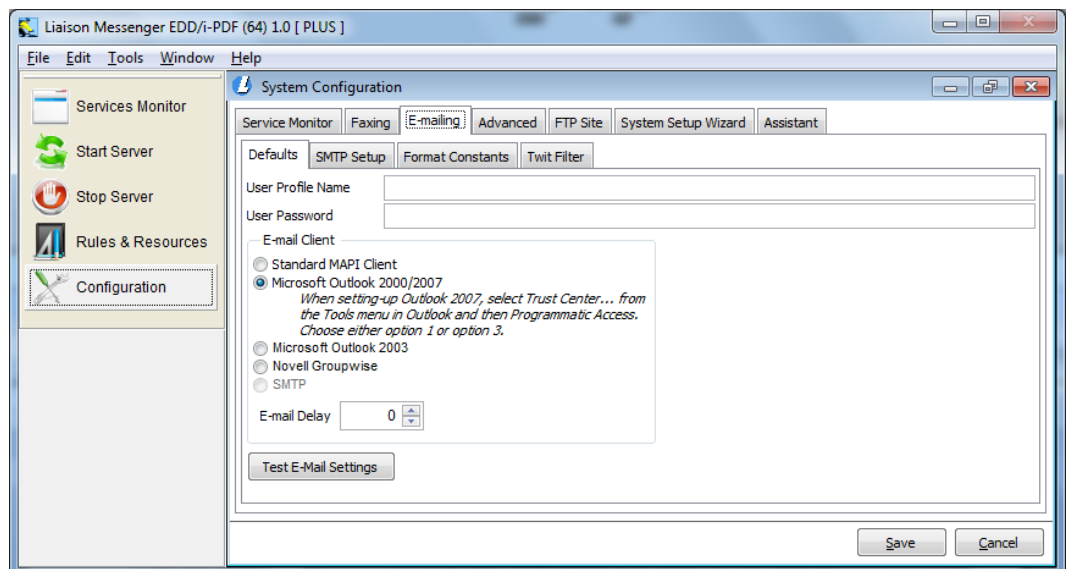 Liaison Messenger EDD/i-PDF (64) 1.0 [ PLUS ]
File Edit Tools Window Help
Services Monitor
Start Server
Stop Server
Rules & Resources
Configuration
System Configuration
Service Monitor Faxing E-mailing Advanced FTP Site System Setup Wizard Assistant
Defaults SMTP Setup Format Constants Twit Filter
User Profile Name
User Password
E-mail Client
Standard MAPI Client
Microsoft Outlook 2000/2007
When setting-up Outlook 2007, select Trust Center... from
the Tools menu in Outlook and then Programmatic Access.
Choose either option 1 or option 3.
Microsoft Outlook 2003
Novell Groupwise
SMTP
E-mail Delay 0
Test E-Mail Settings
Save Cancel